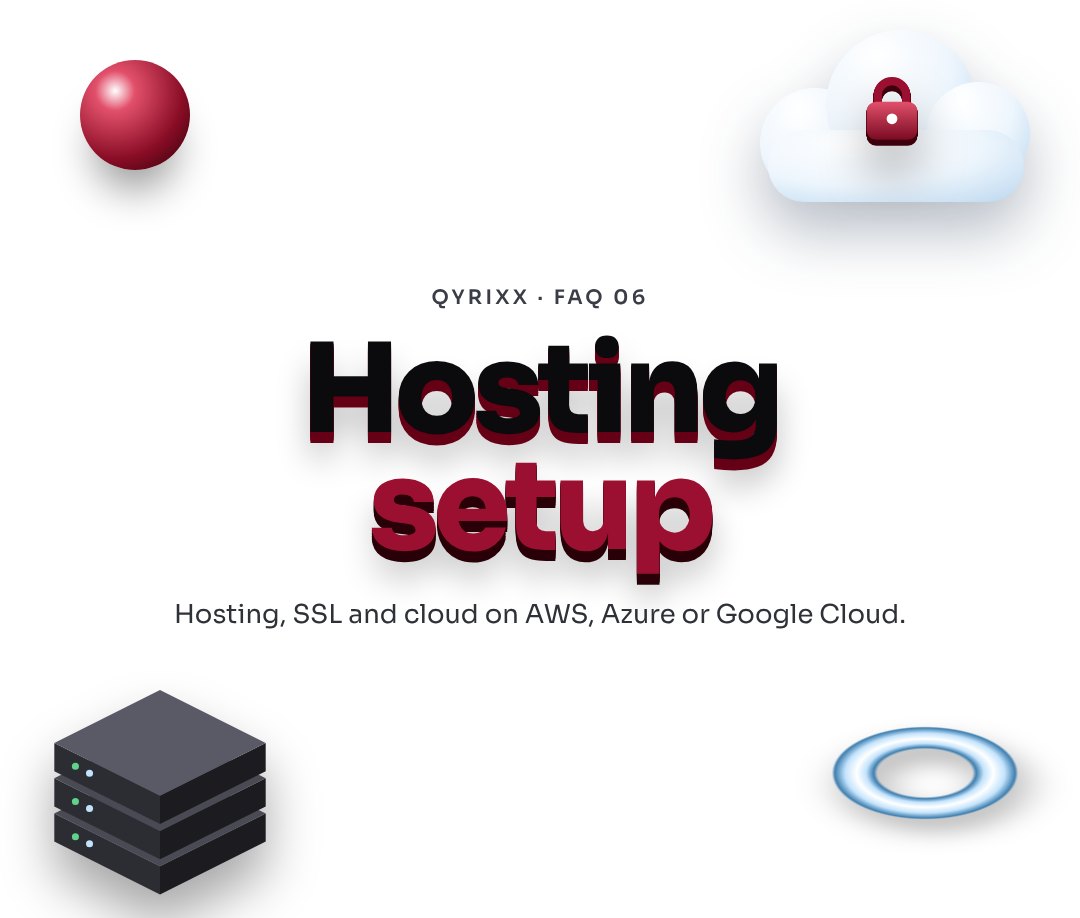 QYRIXX · FAQ 06
Hosting
setup
Hosting, SSL and cloud on AWS, Azure or Google Cloud.